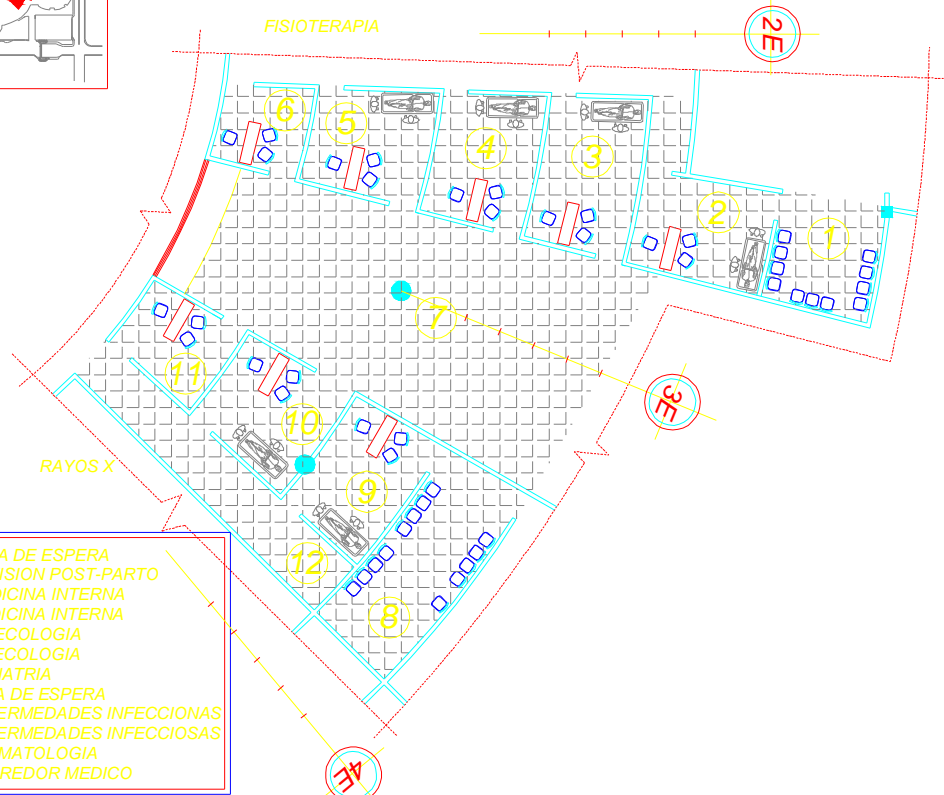 FISIOTERAPIA
2E
6
5
4
3
2
1
7
3E
11
10
RAYOS X
9
12
8
A DE ESPERA
ISION POST-PARTO
DICINA INTERNA
DICINA INTERNA
ECOLOGIA
ECOLOGIA
IATRIA
A DE ESPERA
ERMEDADES INFECCIONAS
ERMEDADES INFECCIOSAS
MATOLOGIA
REDOR MEDICO
4E